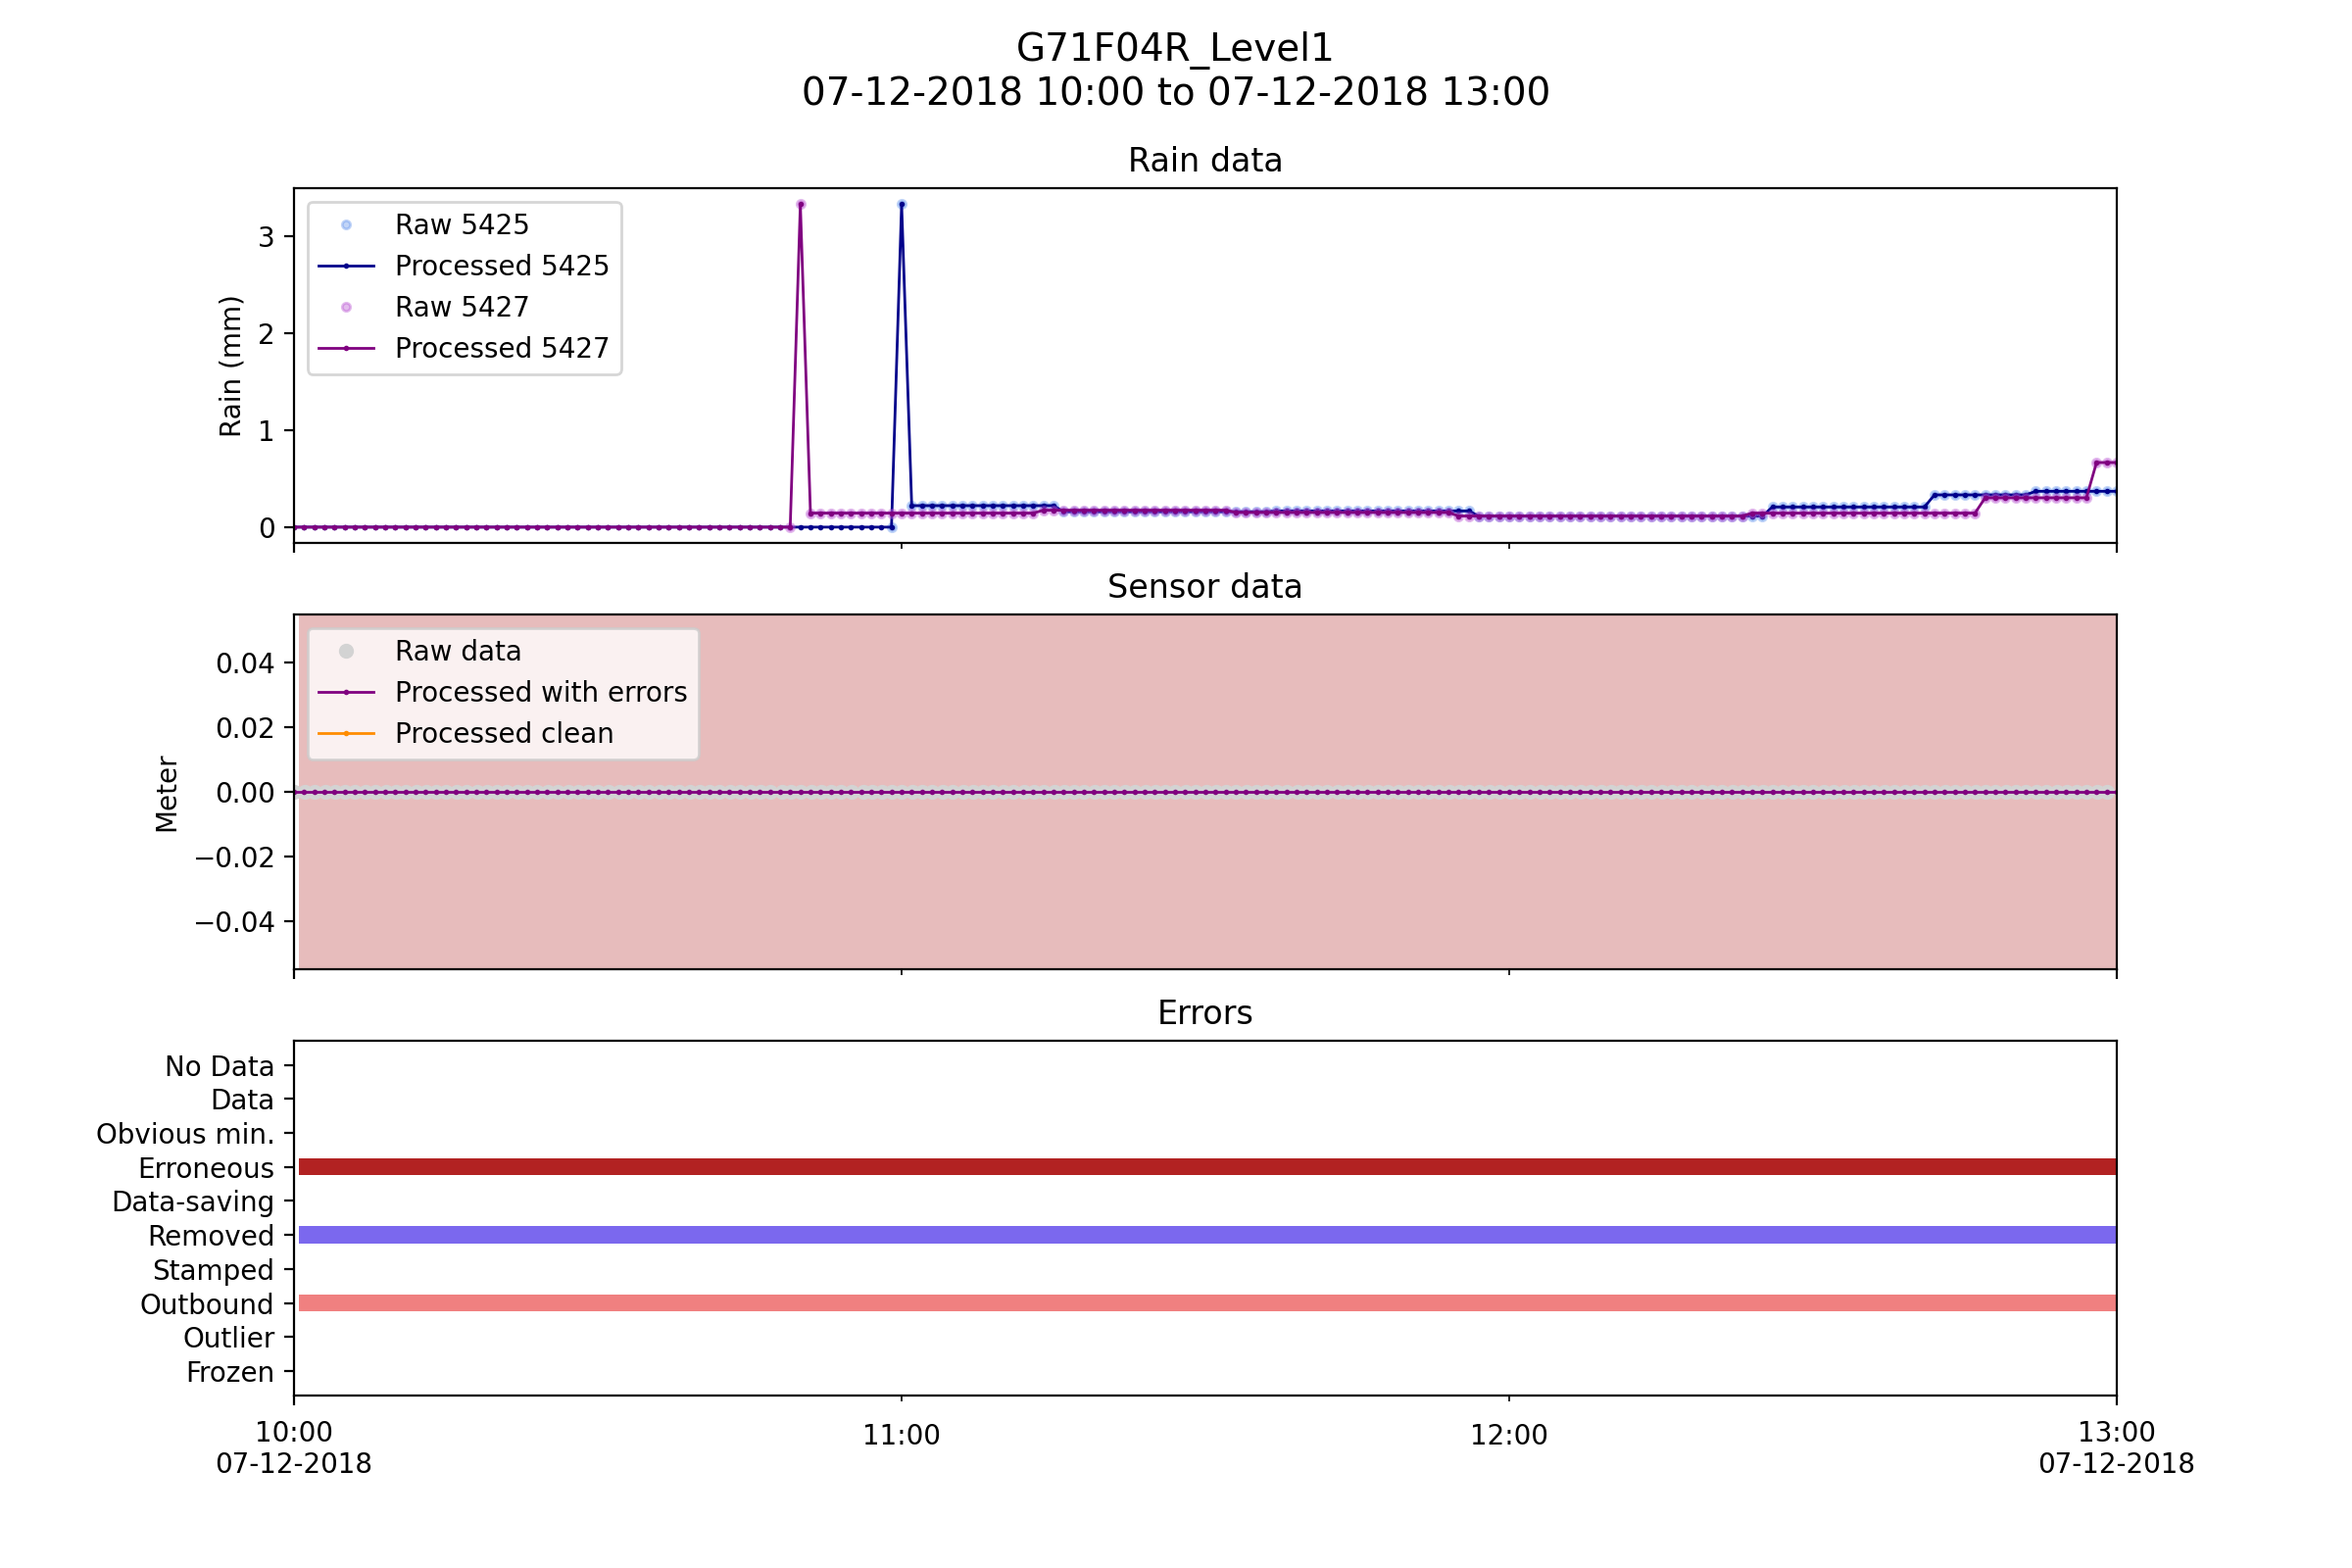 G71F04R_Level1
07-12-2018 10:00 to 07-12-2018 13:00
Rain data
Rain (mm)
3
2
1
0
Raw 5425
Processed 5425
Raw 5427
Processed 5427
Sensor data
Meter
0.04
0.02
0.00
−0.02
−0.04
Raw data
Processed with errors
Processed clean
Errors
No Data
Data
Obvious min.
Erroneous
Data-saving
Removed
Stamped
Outbound
Outlier
Frozen
10:00
07-12-2018
11:00
12:00
13:00
07-12-2018